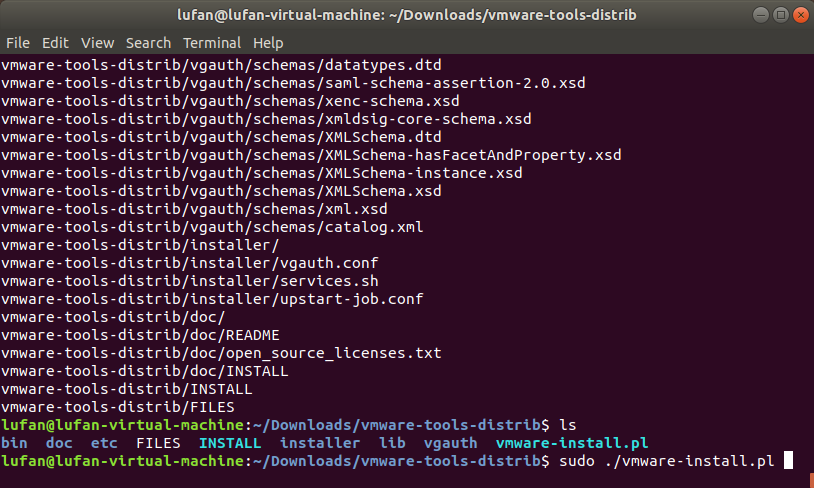 lufan@lufan-virtual-machine: ~/Downloads/vmware-tools-distrib
File Edit View Search Terminal Help
vmware-tools-distrib/vgauth/schemas/datatypes.dtd
vmware-tools-distrib/vgauth/schemas/saml-schema-assertion-2.0.xsd
vmware-tools-distrib/vgauth/schemas/xenc-schema.xsd
vmware-tools-distrib/vgauth/schemas/xmldsig-core-schema.xsd
vmware-tools-distrib/vgauth/schemas/XMLSchema.dtd
vmware-tools-distrib/vgauth/schemas/XMLSchema-hasFacetAndProperty.xsd
vmware-tools-distrib/vgauth/schemas/XMLSchema-instance.xsd
vmware-tools-distrib/vgauth/schemas/XMLSchema.xsd
vmware-tools-distrib/vgauth/schemas/xml.xsd
vmware-tools-distrib/vgauth/schemas/catalog.xml
vmware-tools-distrib/installer/
vmware-tools-distrib/installer/vgauth.conf
vmware-tools-distrib/installer/services.sh
vmware-tools-distrib/installer/upstart-job.conf
vmware-tools-distrib/doc/
vmware-tools-distrib/doc/README
vmware-tools-distrib/doc/open_source_licenses.txt
vmware-tools-distrib/doc/INSTALL
vmware-tools-distrib/INSTALL
vmware-tools-distrib/FILES
lufan@lufan-virtual-machine:~/Downloads/vmware-tools-distrib$ ls
bin doc etc FILES INSTALL installer lib vgauth vmware-install.pl
lufan@lufan-virtual-machine:~/Downloads/vmware-tools-distrib$ sudo ./vmware-install.pl